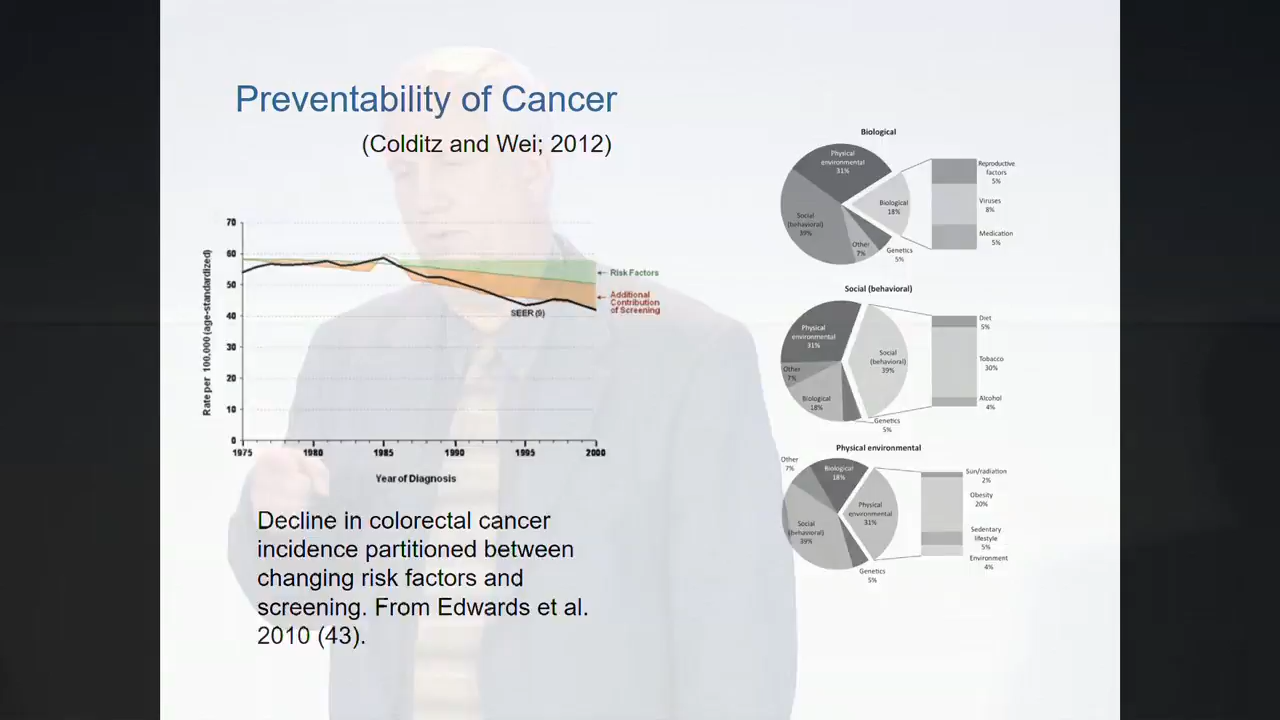 Preventability of Cancer
(Colditz and Wei; 2012)
70
60
50
40
30
20
10
0
Rate per 100,000 (age-standardized)
1975
1980
1985
1990
1995
2000
Year of Diagnosis
SEER (9)
Risk Factors
Additional
Contribution
of Screening
Decline in colorectal cancer
incidence partitioned between
changing risk factors and
screening. From Edwards et al.
2010 (43).
Biological
Physical
environmental
31%
Biological
18%
Social
(behavioral)
39%
Other
7%
Genetics
5%
Reproductive
factors
5%
Viruses
8%
Medication
5%
Social (behavioral)
Physical
environmental
31%
Social
(behavioral)
39%
Other
7%
Biological
18%
Genetics
5%
Diet
5%
Tobacco
30%
Alcohol
4%
Physical environmental
Other
7%
Biological
18%
Physical
environmental
31%
Social
(behavioral)
39%
Genetics
5%
Sun/radiation
2%
Obesity
20%
Sedentary
lifestyle
5%
Environment
4%